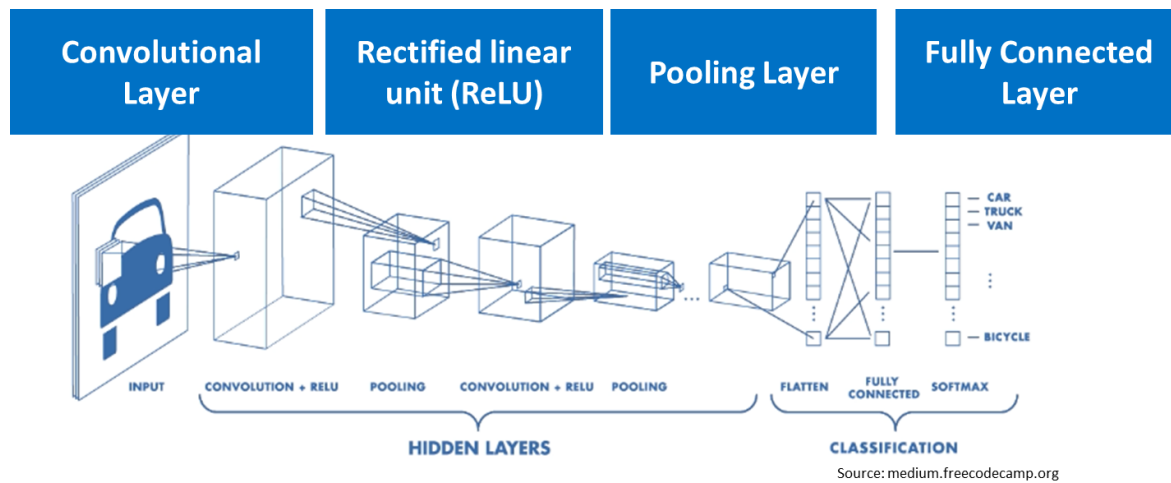 Convolutional
Layer
Rectified linear
unit (ReLU)
Pooling Layer
Fully Connected
Layer
CAR
TRUCK
VAN
BICYCLE
INPUT
CONVOLUTION + RELU
POOLING
CONVOLUTION + RELU
POOLING
FLATTEN
FULLY
CONNECTED
SOFTMAX
HIDDEN LAYERS
CLASSIFICATION
Source: medium.freecodecamp.org